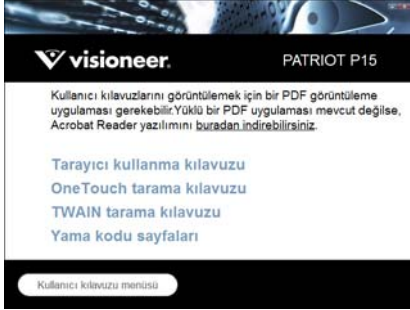 visioneer.
PATRIOT P15
Kullanıcı kılavuzlarını görüntülemek için bir PDF görüntüleme
uygulaması gerekebilir.Yüklü bir PDF uygulaması mevcut değilse,
Acrobat Reader yazılımını buradan indirebilirsiniz.
Tarayıcı kullanma kılavuzu
OneTouch tarama kılavuzu
TWAIN tarama kılavuzu
Yama kodu sayfaları
Kullanıcı kılavuzu menüsü